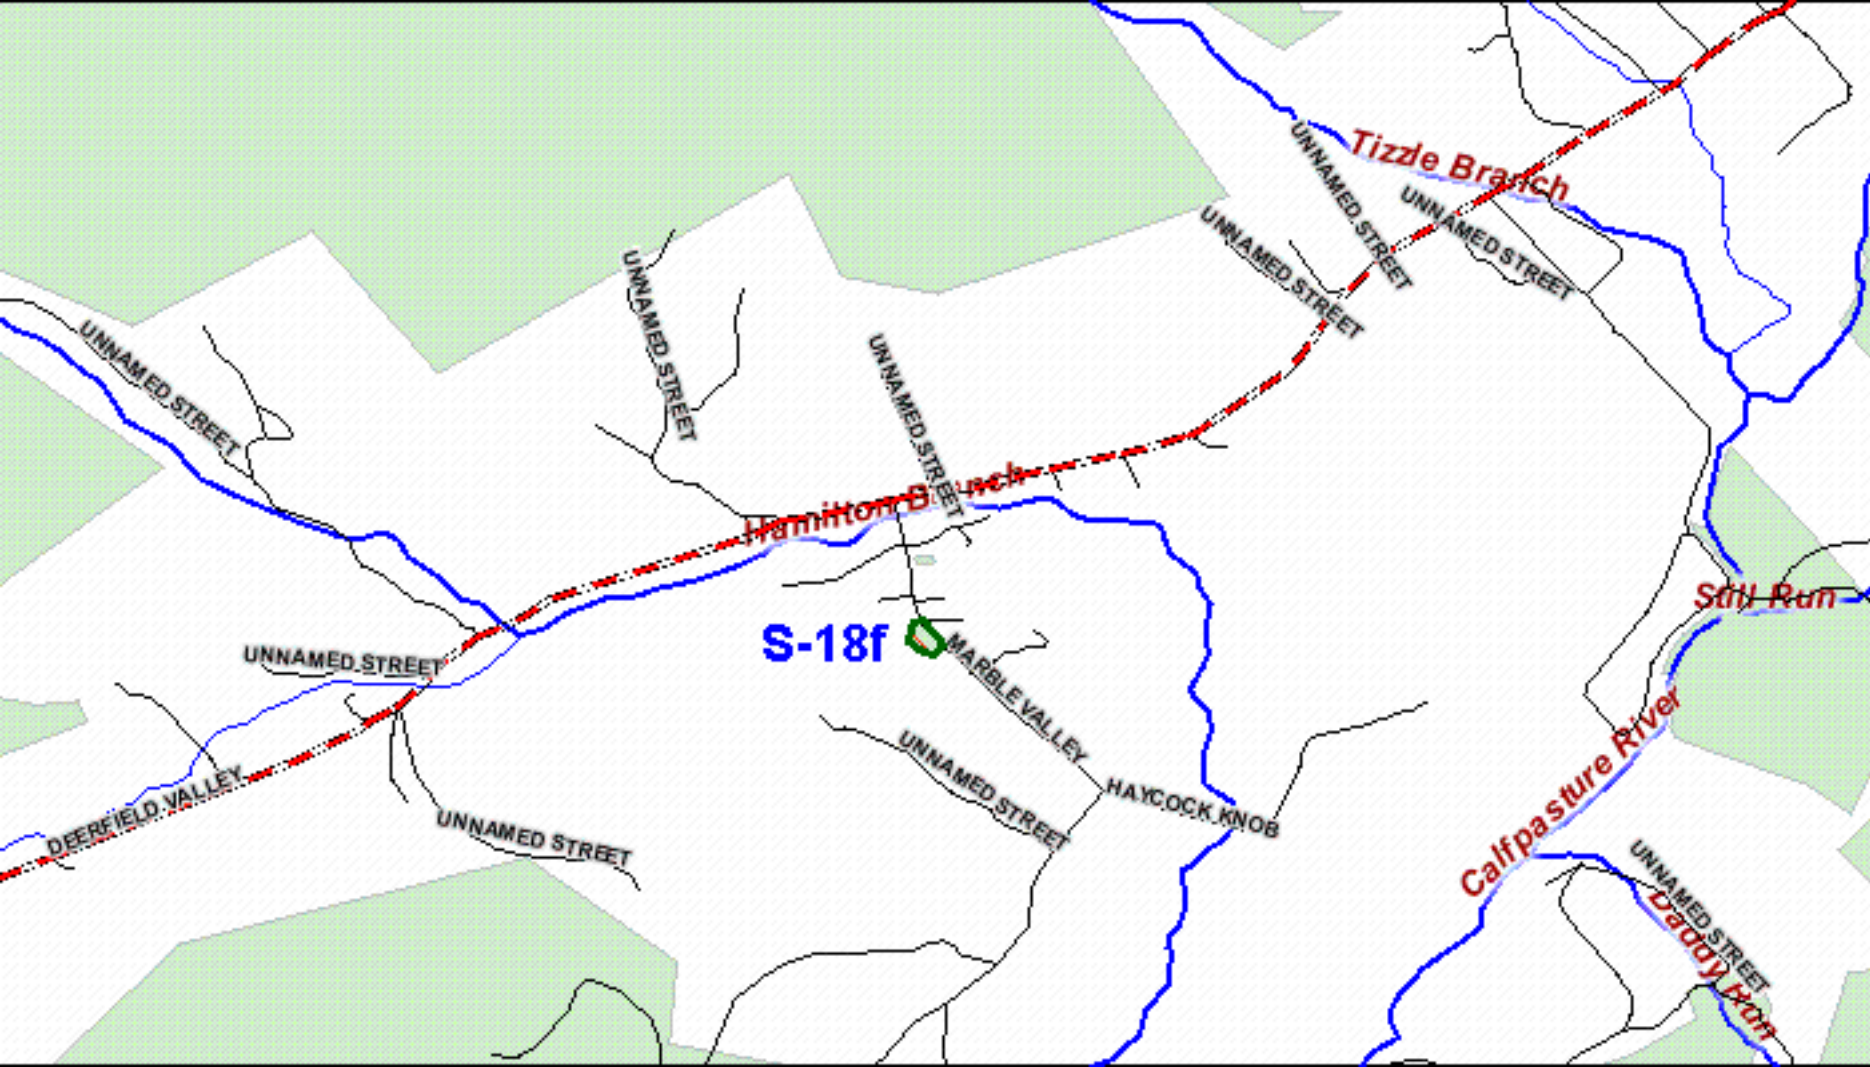 Tizzle Branch
UNNAMED STREET
UNNAMED STREET
UNNAMED STREET
UNNAMED STREET
UNNAMED STREET
UNNAMED STREET
Hamilton Branch
Still Run
S-18f
MARBLE VALLEY
UNNAMED STREET
DEERFIELD VALLEY
UNNAMED STREET
UNNAMED STREET
HAYCOCK KNOB
Calfpasture River
UNNAMED STREET
Daddy Run